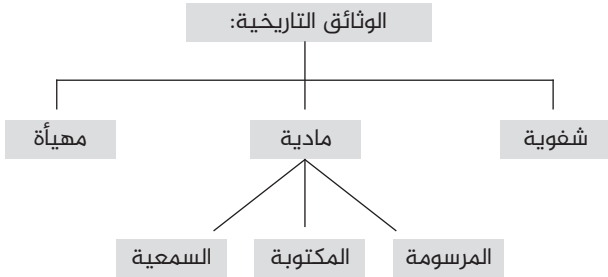 الوثائق التاريخية:
شفوية
مادية
مهيأة
المرسومة
المكتوبة
السمعية